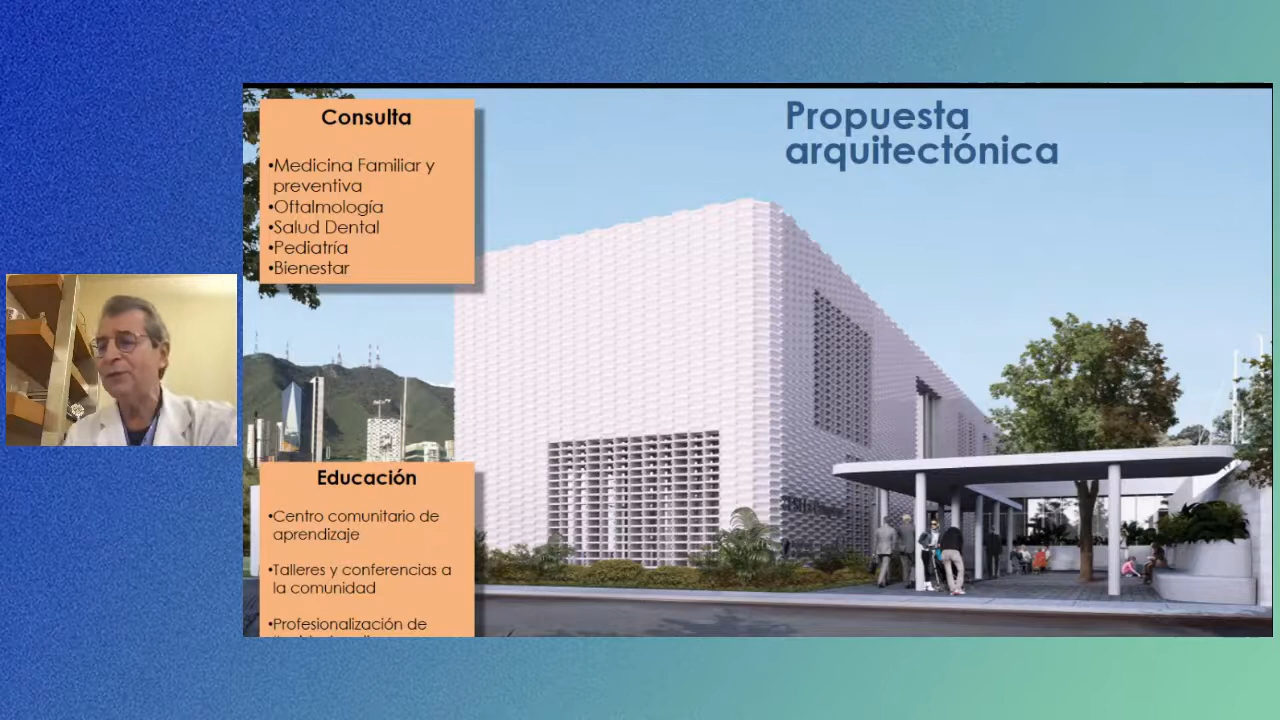 Propuesta
arquitectónica
Consulta
•Medicina Familiar y
preventiva
•Oftalmología
•Salud Dental
•Pediatría
•Bienestar
Educación
•Centro comunitario de
aprendizaje
•Talleres y conferencias a
la comunidad
•Profesionalización de